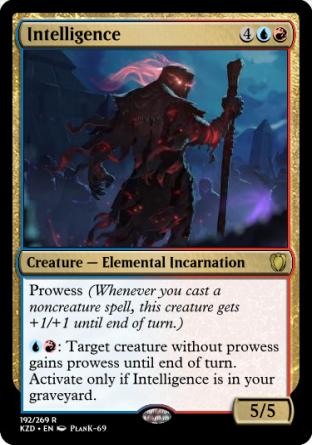 Intelligence 4
Creature — Elemental Incarnation
Prowess (Whenever you cast a
noncreature spell, this creature gets
+1/+1 until end of turn.)
: Target creature without prowess
gains prowess until end of turn.
Activate only if Intelligence is in
your graveyard.
5/5
192/269 R
KZD • EN PlanK-69